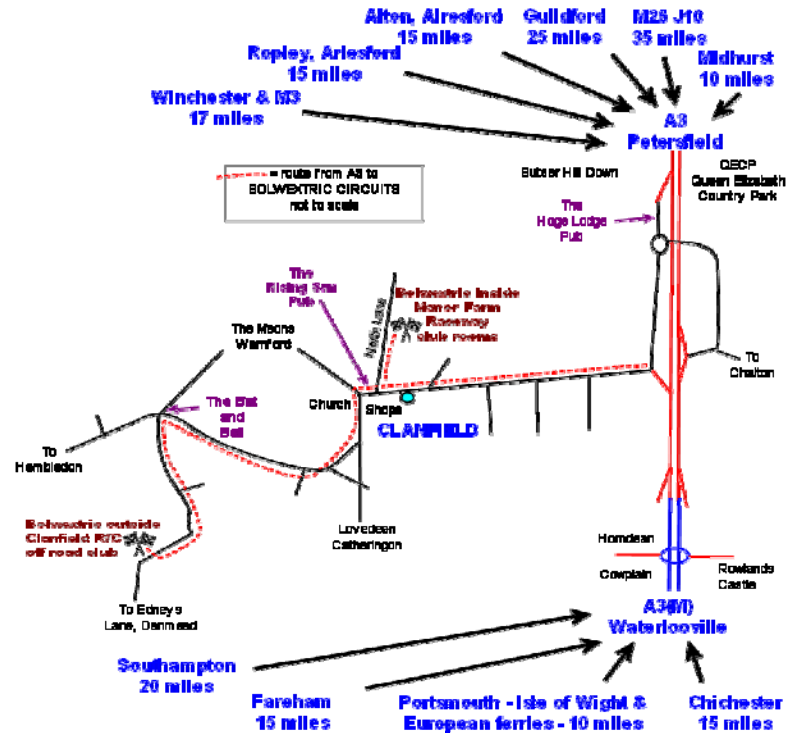 Alton, Alresford
15 miles
Guildford
25 miles
M25 J10
35 miles
Ropley, Arlesford
15 miles
Midhurst
10 miles
Winchester & M3
17 miles
A3
Petersfield
= route from A3 to
BOLWEXTRIC CIRCUITS
not to scale
Butser Hill Down
QECP
Queen Elizabeth
Country Park
The
Hogs Lodge
Pub
The
Rising Sun
Pub
North Lane
Bolwextric Inside
Manor Farm
Raceway
club rooms
The Meons
Warnford
To
Chalton
The Bat
and
Ball
Church
Shops
CLANFIELD
To
Hambledon
Bolwextric outside
Clanfield R/C
off road club
Lovedean
Catherington
Horndean
Cowplain
Rowlands
Castle
To Edneys
Lane, Denmead
A3(M)
Waterlooville
Southampton
20 miles
Fareham
15 miles
Portsmouth - Isle of Wight &
European ferries - 10 miles
Chichester
15 miles